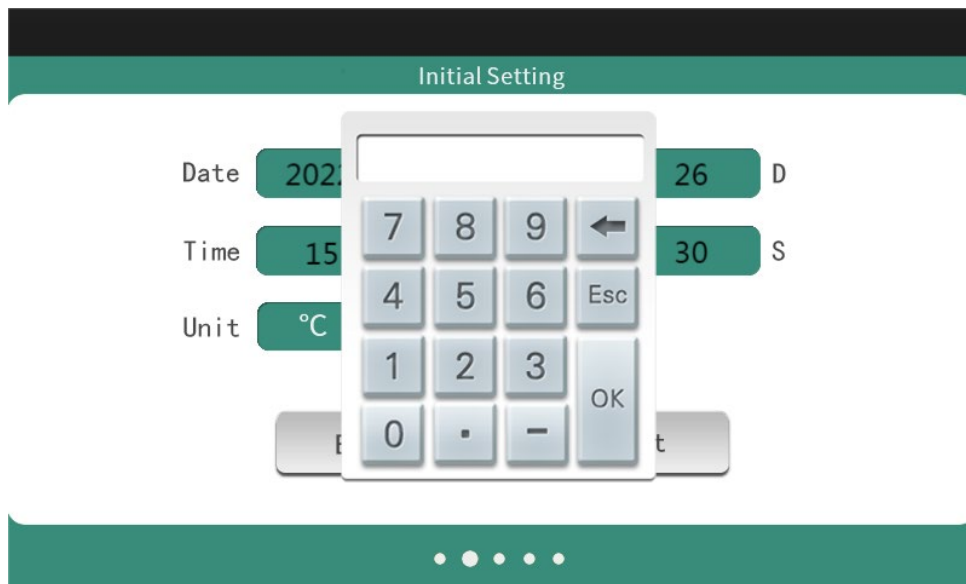 Initial Setting
Date 2022 26 D
7 8 9
Time 15 30 S
4 5 6 Esc
Unit °C
1 2 3
OK
0 . -